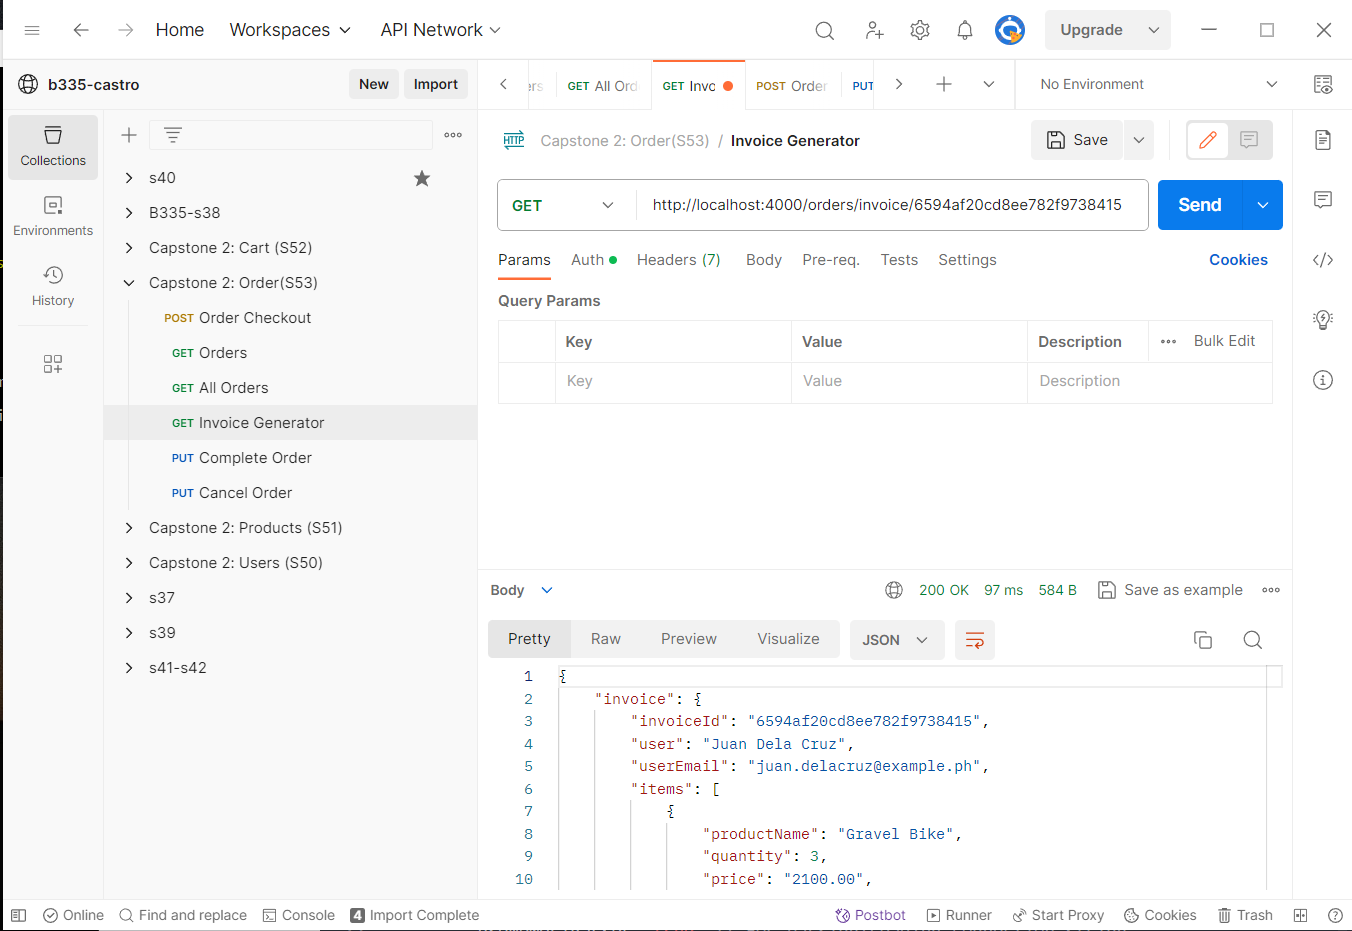 Home Workspaces API Network Upgrade
b335-castro New Import
ers GET All Ord GET Invc POST Order PUT No Environment
Collections
Environments
History
s40
B335-s38
Capstone 2: Cart (S52)
Capstone 2: Order(S53)
POST Order Checkout
GET Orders
GET All Orders
GET Invoice Generator
PUT Complete Order
PUT Cancel Order
Capstone 2: Products (S51)
Capstone 2: Users (S50)
s37
s39
s41-s42
HTTP Capstone 2: Order(S53) / Invoice Generator Save
GET http://localhost:4000/orders/invoice/6594af20cd8ee782f9738415 Send
Params Auth Headers (7) Body Pre-req. Tests Settings Cookies
Query Params
Key Value Description Bulk Edit
Key Value Description
Body 200 OK 97 ms 584 B Save as example
Pretty Raw Preview Visualize JSON
1 {
2 "invoice": {
3 "invoiceId": "6594af20cd8ee782f9738415",
4 "user": "Juan Dela Cruz",
5 "userEmail": "juan.delacruz@example.ph",
6 "items": [
7 {
8 "productName": "Gravel Bike",
9 "quantity": 3,
10 "price": "2100.00",
Online Find and replace Console 4 Import Complete Postbot Runner Start Proxy Cookies Trash